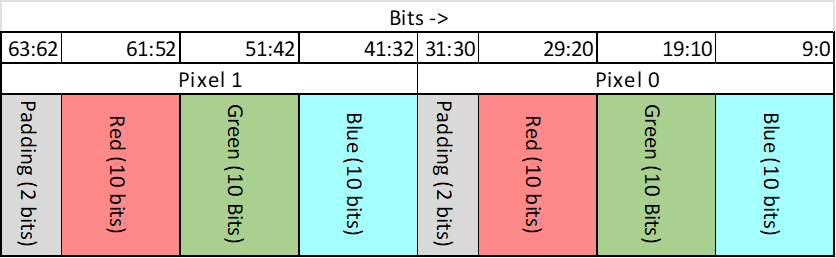 Bits ->
63:62 61:52 51:42 41:32 31:30 29:20 19:10 9:0
Pixel 1 Pixel 0
Padding (2 bits)
Red (10 bits)
Green (10 Bits)
Blue (10 bits)
Padding (2 bits)
Red (10 bits)
Green (10 Bits)
Blue (10 bits)